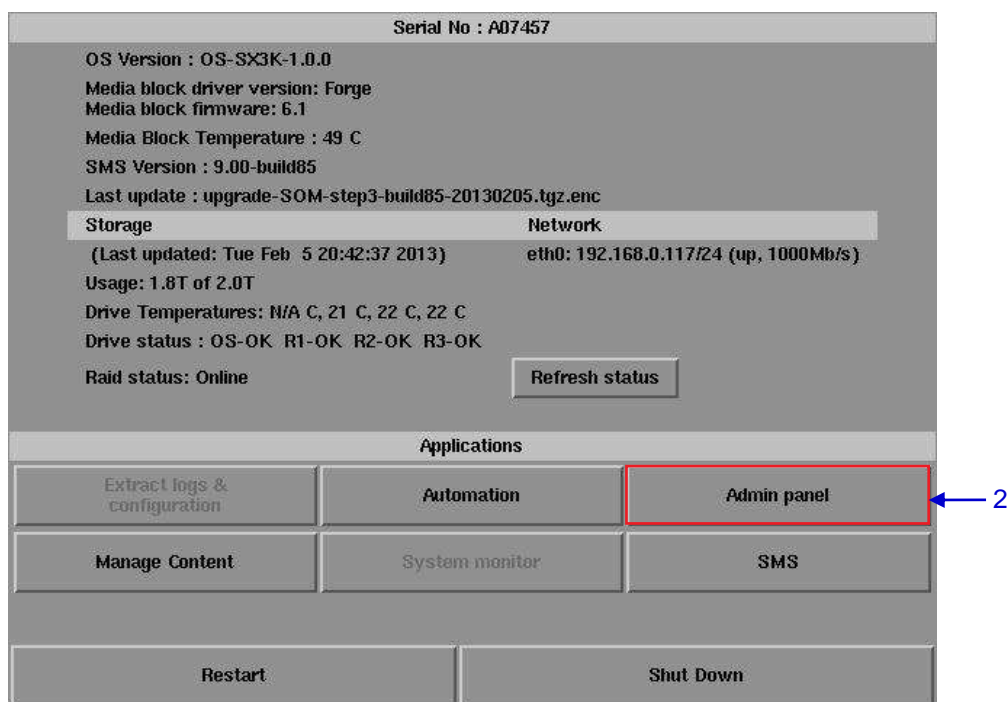 Serial No : A07457
OS Version : OS-SX3K-1.0.0
Media block driver version: Forge
Media block firmware: 6.1
Media Block Temperature : 49 C
SMS Version : 9.00-build85
Last update : upgrade-SOM-step3-build85-20130205.tgz.enc
Storage Network
(Last updated: Tue Feb 5 20:42:37 2013) eth0: 192.168.0.117/24 (up, 1000Mb/s)
Usage: 1.8T of 2.0T
Drive Temperatures: N/A C, 21 C, 22 C, 22 C
Drive status : OS-OK R1-OK R2-OK R3-OK
Raid status: Online Refresh status
Applications
Extract logs &
configuration
Automation Admin panel 2
Manage Content System monitor SMS
Restart Shut Down